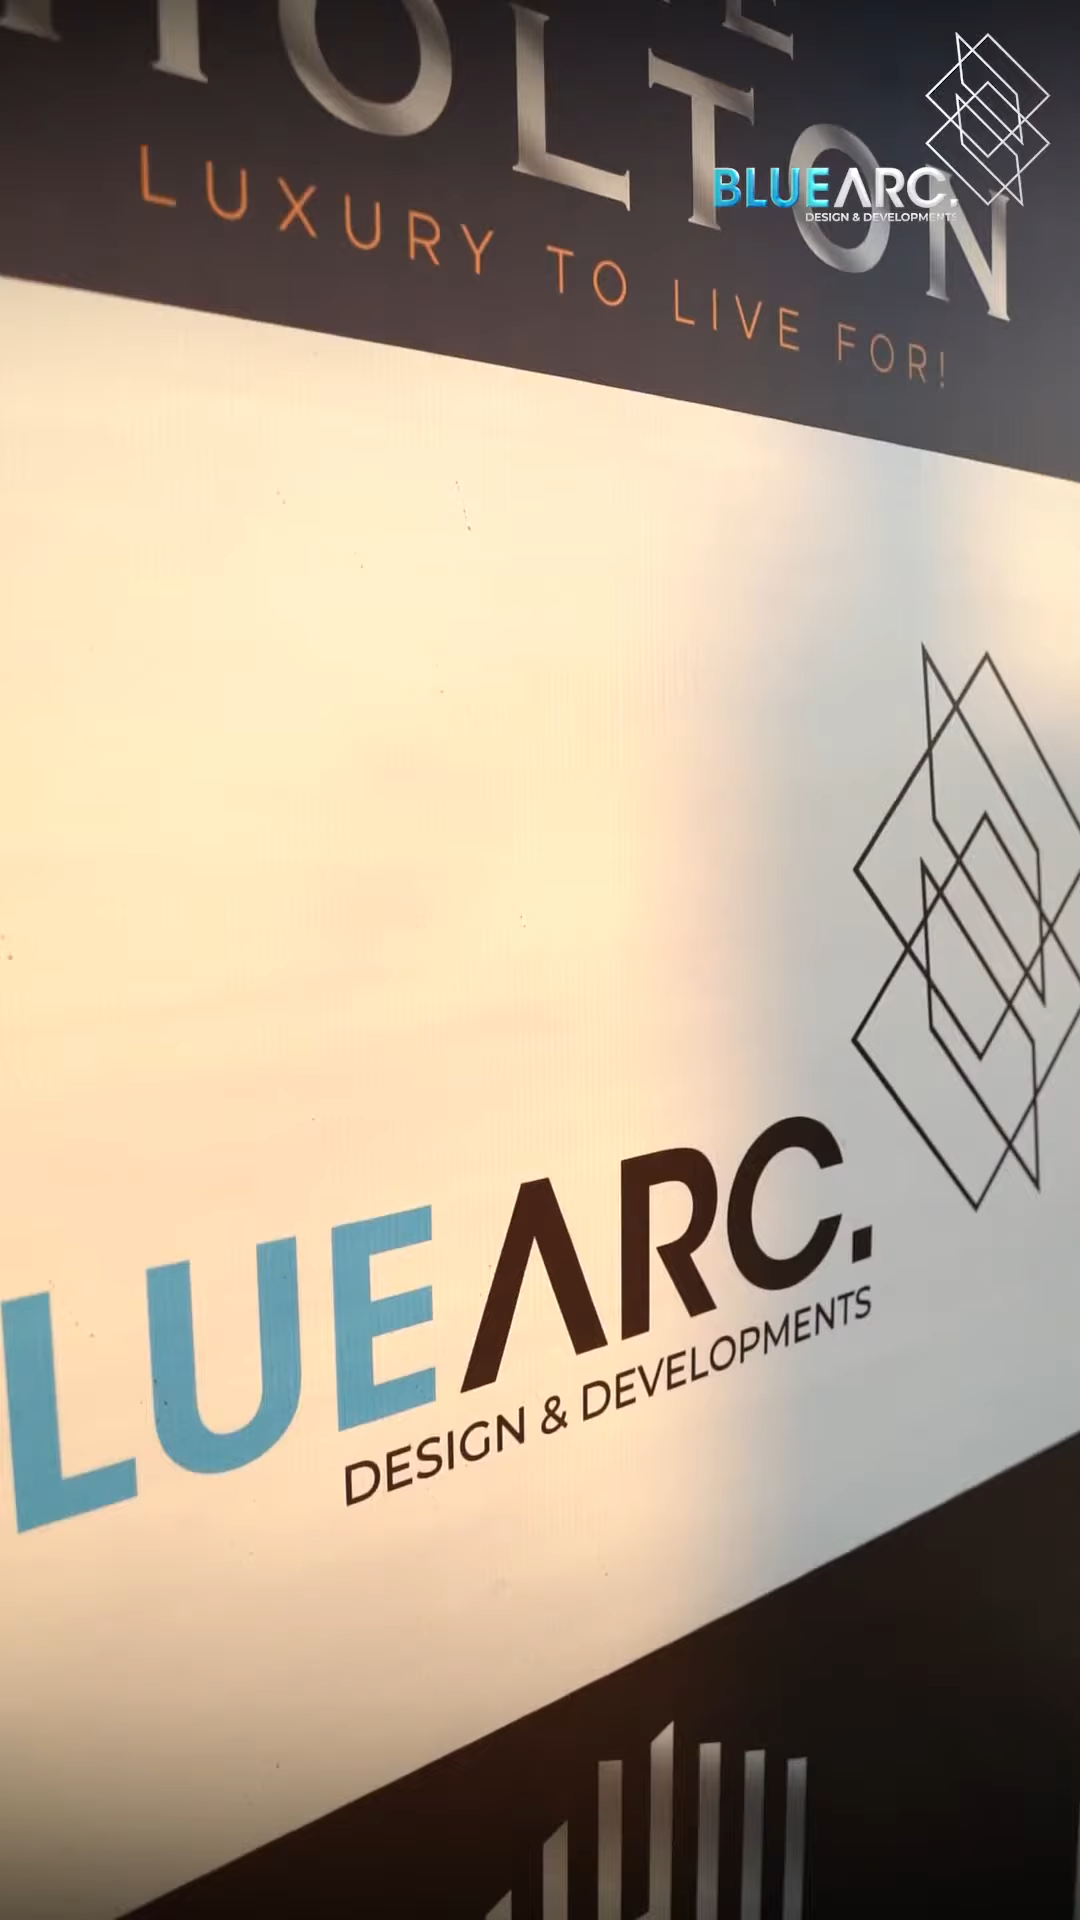 LUXURY TO LIVE FOR!
BLUEARC.
DESIGN & DEVELOPMENTS
LUEARC.
DESIGN & DEVELOPMENTS